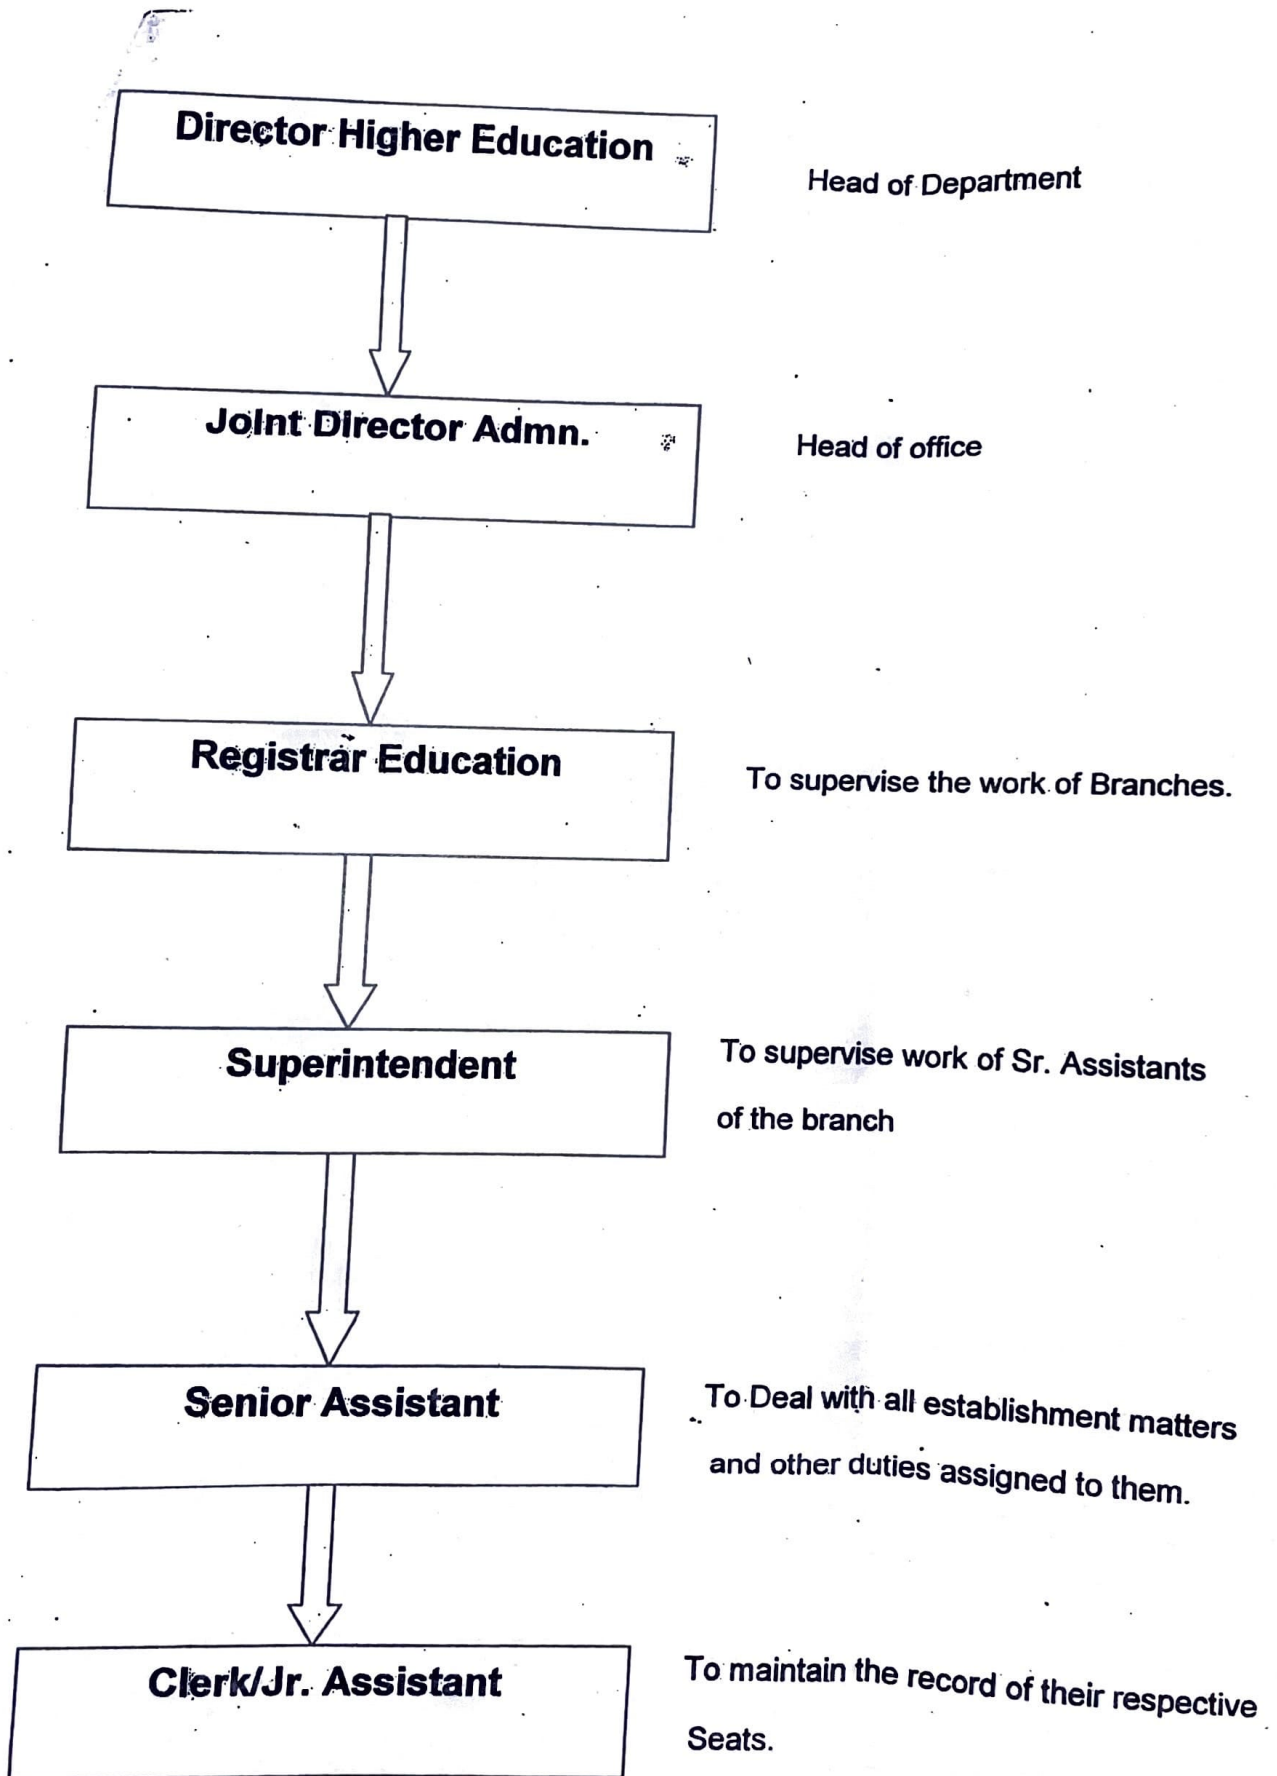 Director Higher Education
Head of Department
Joint Director Admn.
Head of office
Registrar Education
To supervise the work of Branches.
Superintendent
To supervise work of Sr. Assistants
of the branch
Senior Assistant
To Deal with all establishment matters
and other duties assigned to them.
Clerk/Jr. Assistant
To maintain the record of their respective
Seats.